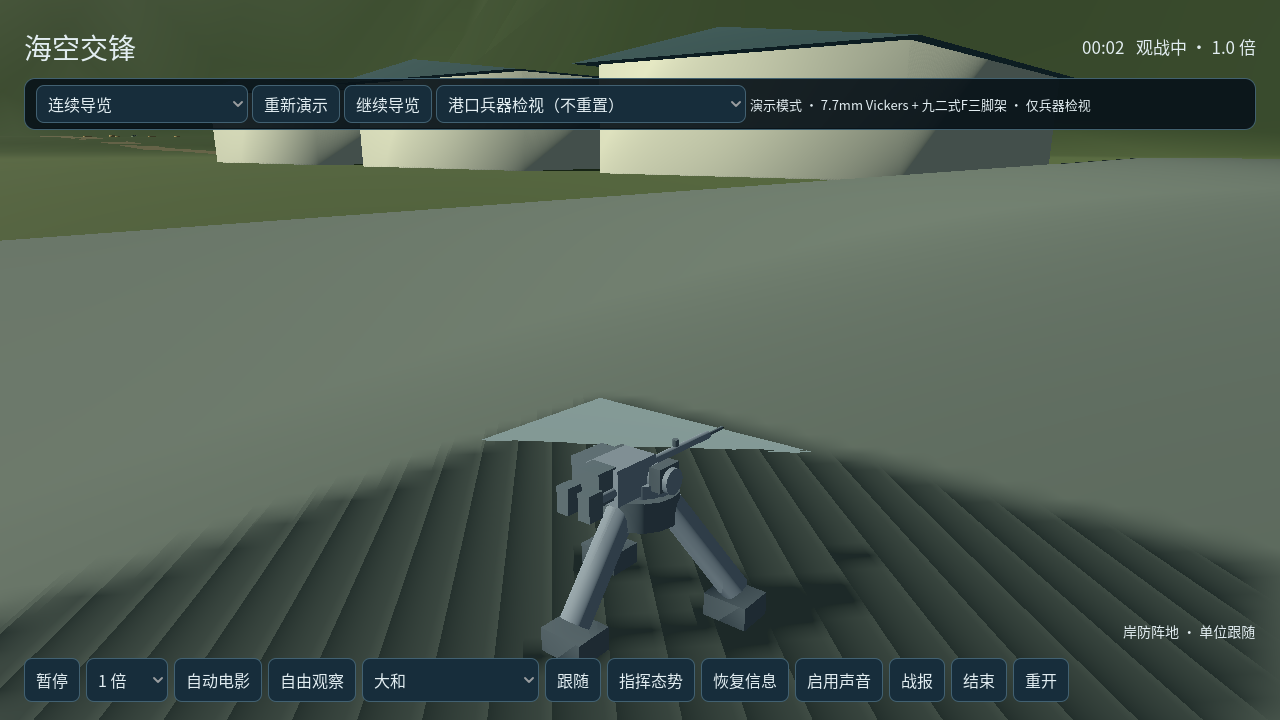 海空交锋
00:02 观战中 · 1.0 倍
连续导览
重新演示
继续导览
港口兵器检视（不重置）
演示模式 · 7.7mm Vickers + 九二式F三脚架 · 仅兵器检视
岸防阵地 · 单位跟随
暂停
1 倍
自动电影
自由观察
大和
跟随
指挥态势
恢复信息
启用声音
战报
结束
重开